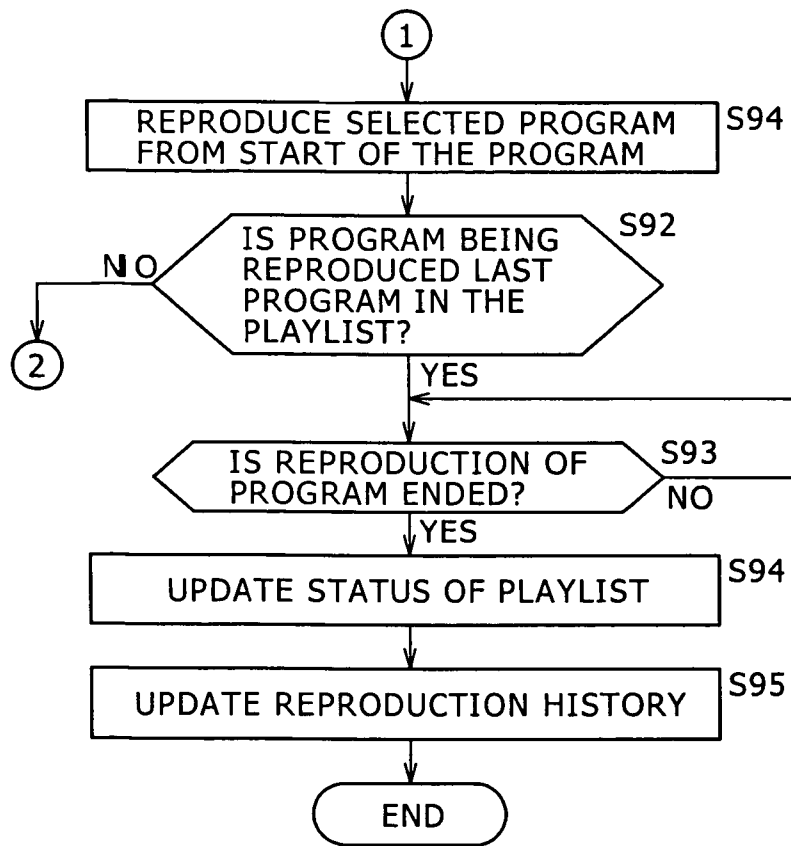 1
REPRODUCE SELECTED PROGRAM
FROM START OF THE PROGRAM
S94
IS PROGRAM BEING
REPRODUCED LAST
PROGRAM IN THE
PLAYLIST?
S92
NO
2
YES
IS REPRODUCTION OF
PROGRAM ENDED?
S93
NO
YES
UPDATE STATUS OF PLAYLIST
S94
UPDATE REPRODUCTION HISTORY
S95
END